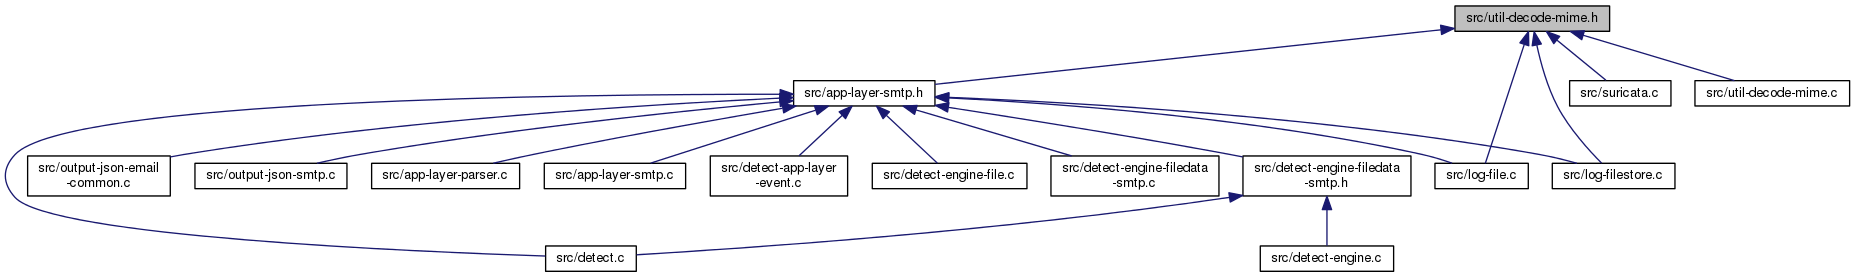 src/util-decode-mime.h
src/app-layer-smtp.h
src/suricata.c
src/util-decode-mime.c
src/output-json-email
-common.c
src/output-json-smtp.c
src/app-layer-parser.c
src/app-layer-smtp.c
src/detect-app-layer
-event.c
src/detect-engine-file.c
src/detect-engine-filedata
-smtp.c
src/detect-engine-filedata
-smtp.h
src/log-file.c
src/log-filestore.c
src/detect.c
src/detect-engine.c